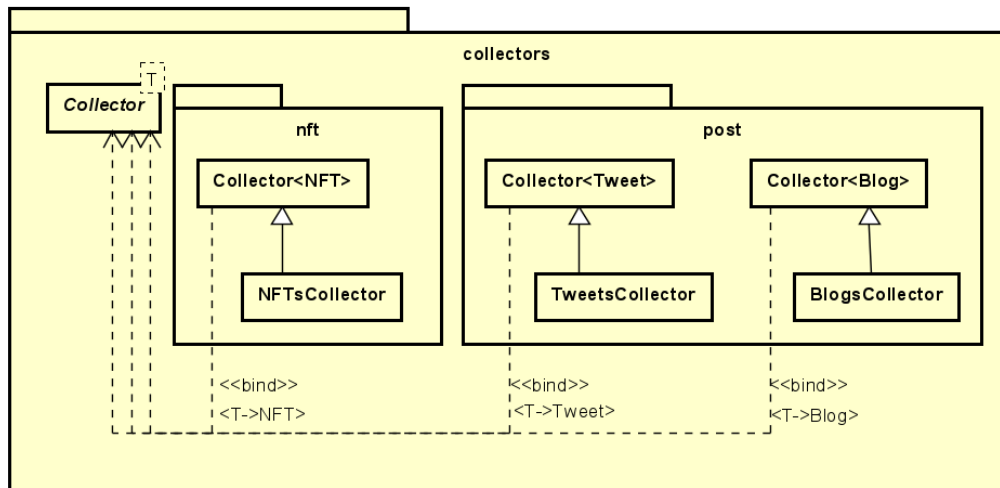 collectors
T
Collector
nft
post
Collector<NFT>
Collector<Tweet>
Collector<Blog>
NFTsCollector
TweetsCollector
BlogsCollector
<<bind>>
<T->NFT>
<<bind>>
<T->Tweet>
<<bind>>
<T->Blog>